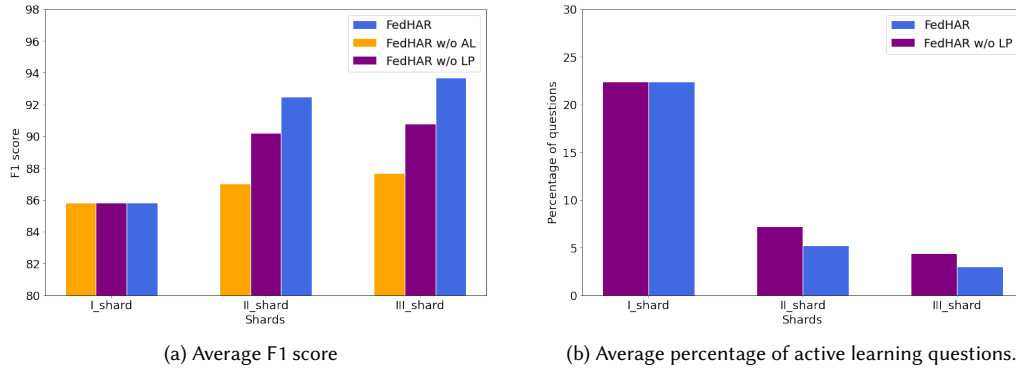 98
96
94
92
90
88
86
84
82
80
F1 score
FedHAR
FedHAR w/o AL
FedHAR w/o LP
I_shard
II_shard
III_shard
Shards
(a) Average F1 score
30
25
20
15
10
5
0
Percentage of questions
FedHAR
FedHAR w/o LP
I_shard
II_shard
III_shard
Shards
(b) Average percentage of active learning questions.